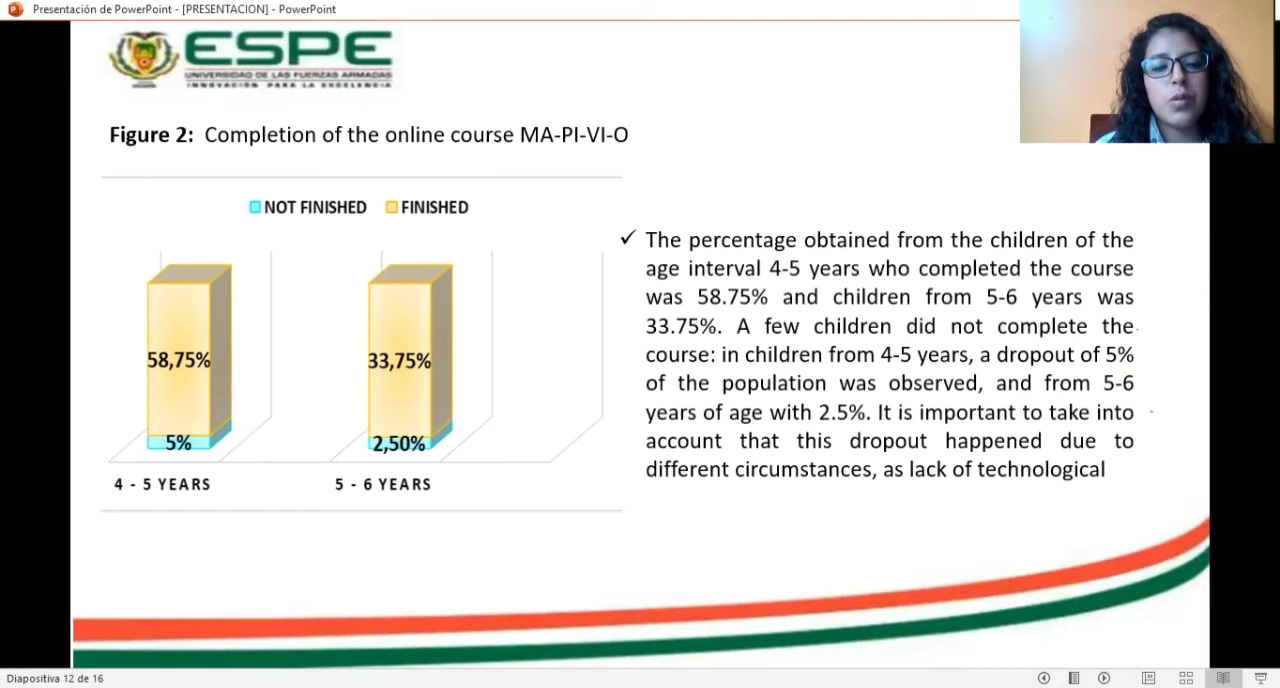 Presentación de PowerPoint - [PRESENTACION] - PowerPoint
ESPE
UNIVERSIDAD DE LAS FUERZAS ARMADAS
INNOVACIÓN PARA LA EXCELENCIA
Figure 2: Completion of the online course MA-PI-VI-O
NOT FINISHED FINISHED
58,75%
33,75%
5%
2,50%
4 - 5 YEARS
5 - 6 YEARS
✓ The percentage obtained from the children of the
age interval 4-5 years who completed the course
was 58.75% and children from 5-6 years was
33.75%. A few children did not complete the
course: in children from 4-5 years, a dropout of 5%
of the population was observed, and from 5-6
years of age with 2.5%. It is important to take into
account that this dropout happened due to
different circumstances, as lack of technological
Diapositiva 12 de 16